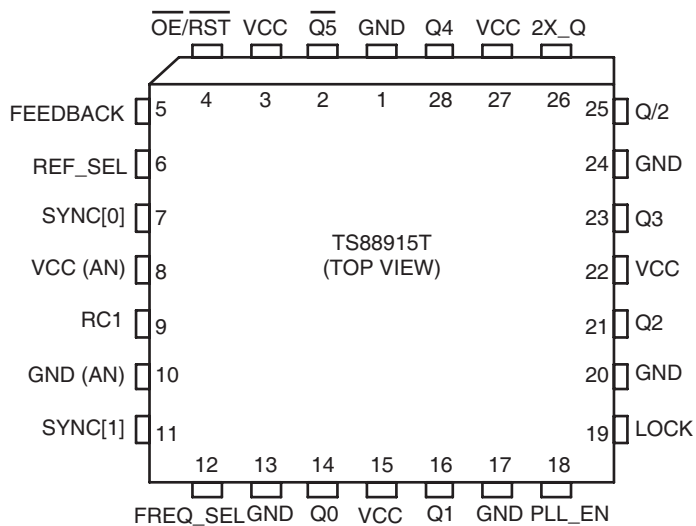 O̅E̅/R̅S̅T̅ VCC Q̅5̅ GND Q4 VCC 2X_Q
4 3 2 1 28 27 26
FEEDBACK 5 25 Q/2
REF_SEL 6 24 GND
SYNC[0] 7 23 Q3
TS88915T
(TOP VIEW)
VCC (AN) 8 22 VCC
RC1 9 21 Q2
GND (AN) 10 20 GND
SYNC[1] 11 19 LOCK
12 13 14 15 16 17 18
FREQ_SEL GND Q0 VCC Q1 GND PLL_EN